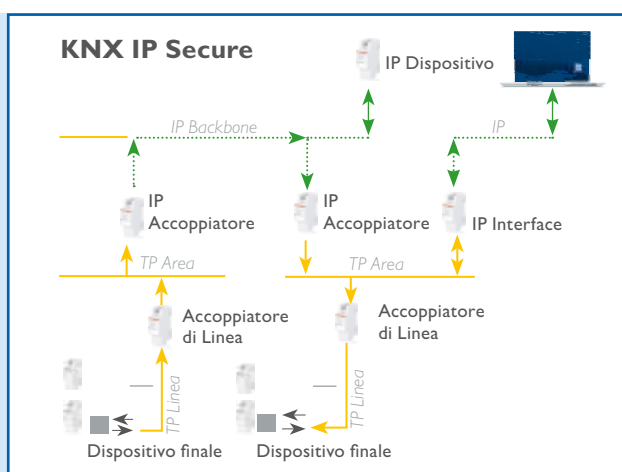 KNX IP Secure
IP Dispositivo
IP Backbone
IP
IP
Accoppiatore
IP
Accoppiatore
IP Interface
TP Area
TP Area
Accoppiatore
di Linea
Accoppiatore
di Linea
TP Linea
TP Linea
Dispositivo finale
Dispositivo finale